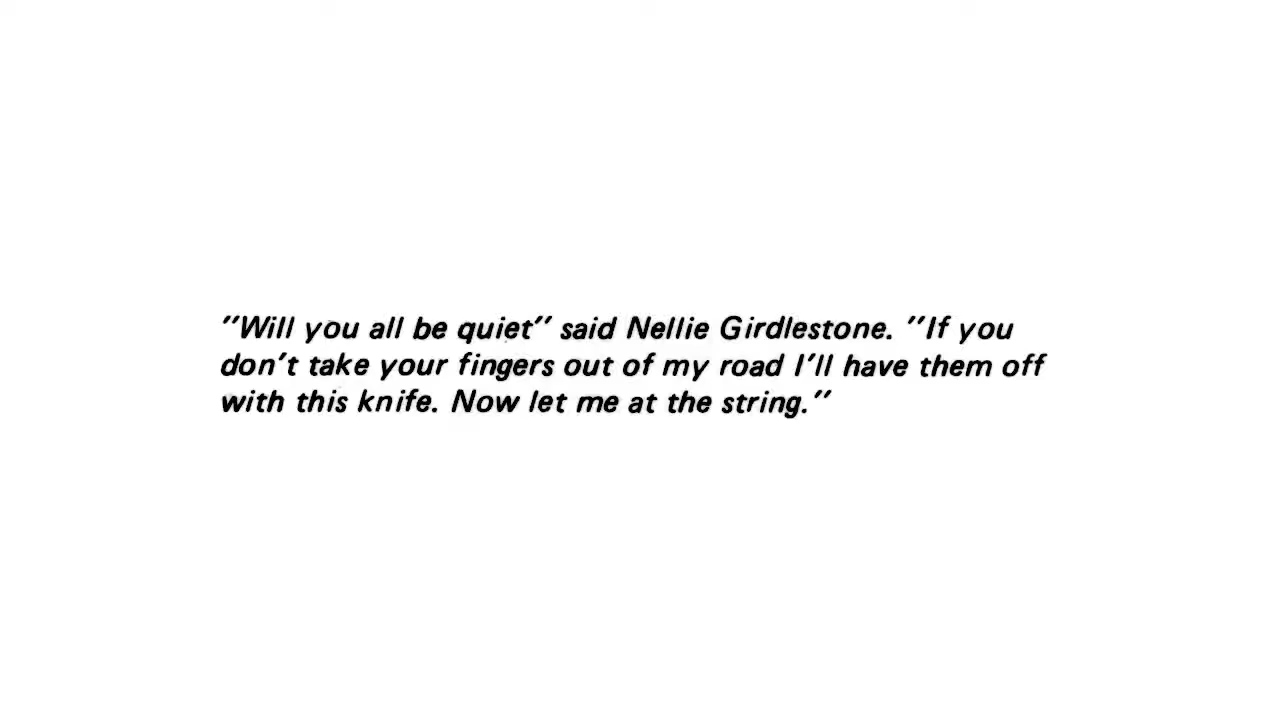 "Will you all be quiet" said Nellie Girdlestone. "If you
don't take your fingers out of my road I'll have them off
with this knife. Now let me at the string."